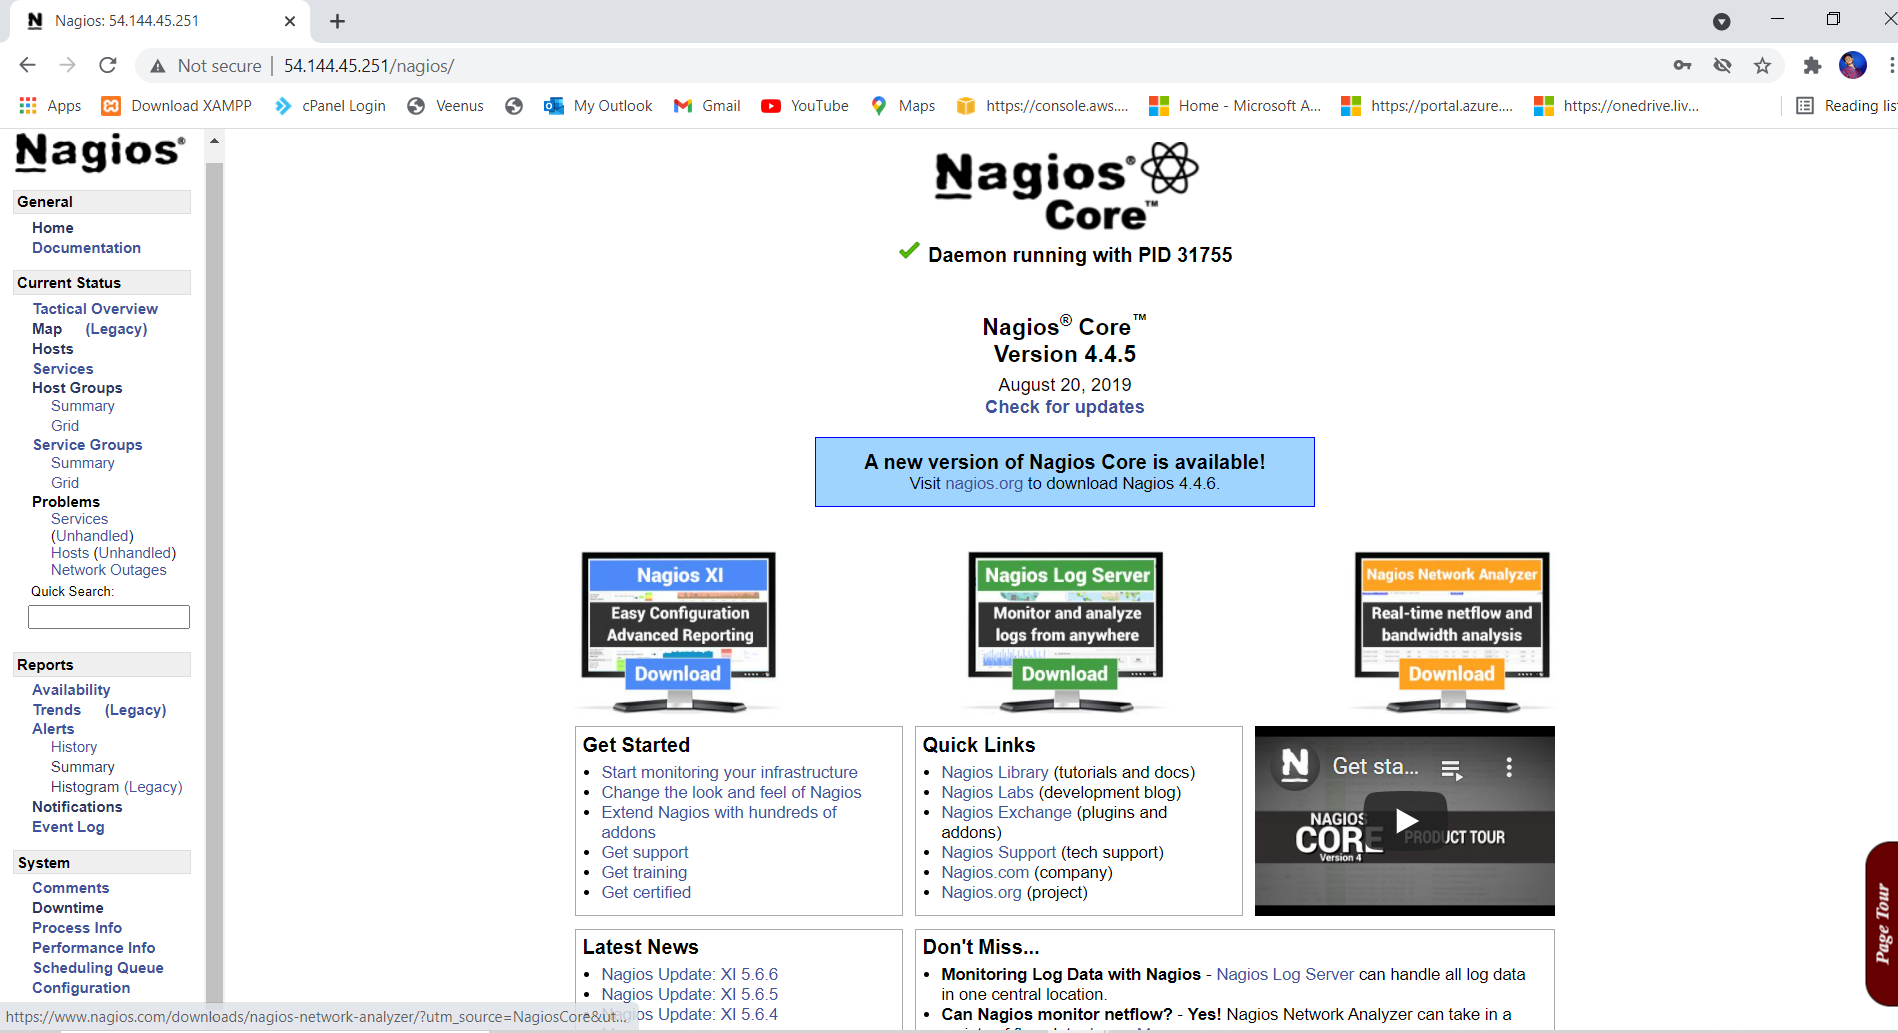 Nagios: 54.144.45.251
Not secure | 54.144.45.251/nagios/
Apps Download XAMPP cPanel Login Veenus My Outlook Gmail YouTube Maps https://console.aws.... Home - Microsoft A... https://portal.azure.... https://onedrive.liv... Reading lis
Nagios®
General
Home
Documentation
Current Status
Tactical Overview
Map (Legacy)
Hosts
Services
Host Groups
Summary
Grid
Service Groups
Summary
Grid
Problems
Services
(Unhandled)
Hosts (Unhandled)
Network Outages
Quick Search:
Reports
Availability
Trends (Legacy)
Alerts
History
Summary
Histogram (Legacy)
Notifications
Event Log
System
Comments
Downtime
Process Info
Performance Info
Scheduling Queue
Configuration
https://www.nagios.com/downloads/nagios-network-analyzer/?utm_source=NagiosCore&ut...
Nagios®
Core™
Daemon running with PID 31755
Nagios® Core™
Version 4.4.5
August 20, 2019
Check for updates
A new version of Nagios Core is available!
Visit nagios.org to download Nagios 4.4.6.
Nagios XI
Easy Configuration
Advanced Reporting
Download
Nagios Log Server
Monitor and analyze
logs from anywhere
Download
Nagios Network Analyzer
Real-time netflow and
bandwidth analysis
Download
Get Started
Start monitoring your infrastructure
Change the look and feel of Nagios
Extend Nagios with hundreds of
addons
Get support
Get training
Get certified
Quick Links
Nagios Library (tutorials and docs)
Nagios Labs (development blog)
Nagios Exchange (plugins and
addons)
Nagios Support (tech support)
Nagios.com (company)
Nagios.org (project)
N Get sta...
NAGIOS
CORE PRODUCT TOUR
Version 4
Latest News
Nagios Update: XI 5.6.6
Nagios Update: XI 5.6.5
Nagios Update: XI 5.6.4
Don't Miss...
Monitoring Log Data with Nagios - Nagios Log Server can handle all log data
in one central location.
Can Nagios monitor netflow? - Yes! Nagios Network Analyzer can take in a
Page Tour